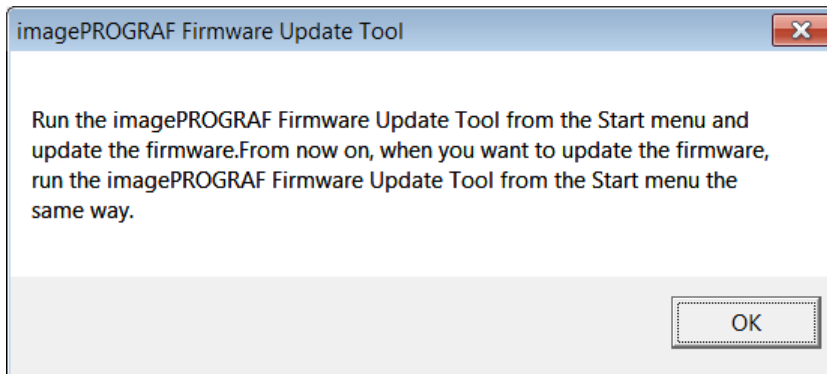 imagePROGRAF Firmware Update Tool
Run the imagePROGRAF Firmware Update Tool from the Start menu and
update the firmware.From now on, when you want to update the firmware,
run the imagePROGRAF Firmware Update Tool from the Start menu the
same way.
OK